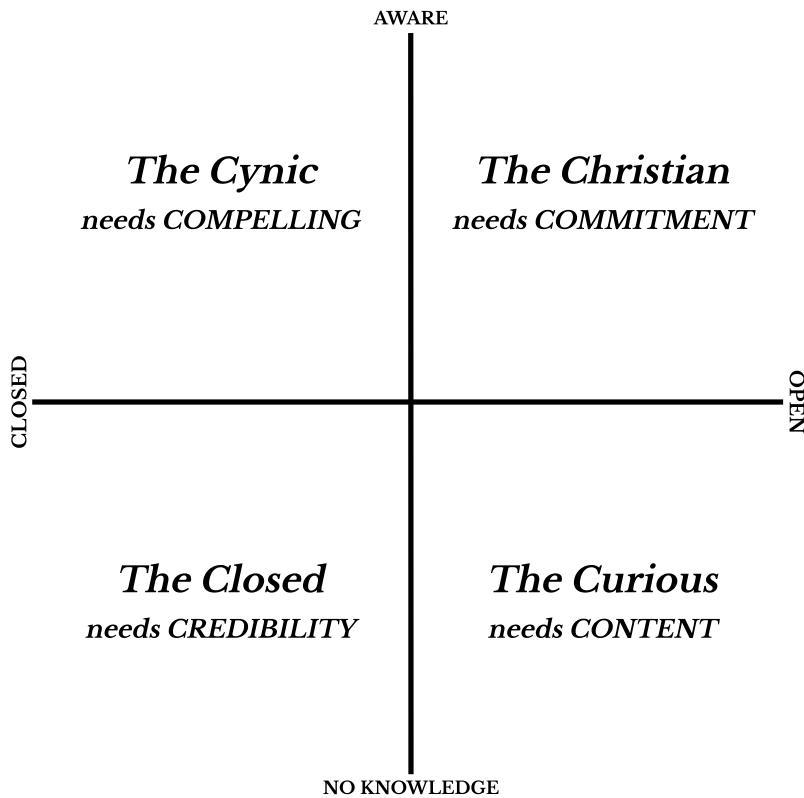 AWARE
The Cynic
needs COMPELLING
The Christian
needs COMMITMENT
CLOSED
OPEN
The Closed
needs CREDIBILITY
The Curious
needs CONTENT
NO KNOWLEDGE